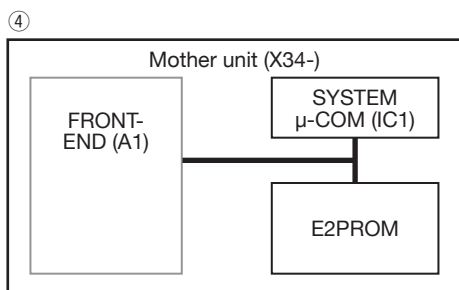 ④
Mother unit (X34-)
FRONT-
END (A1)
SYSTEM
µ-COM (IC1)
E2PROM